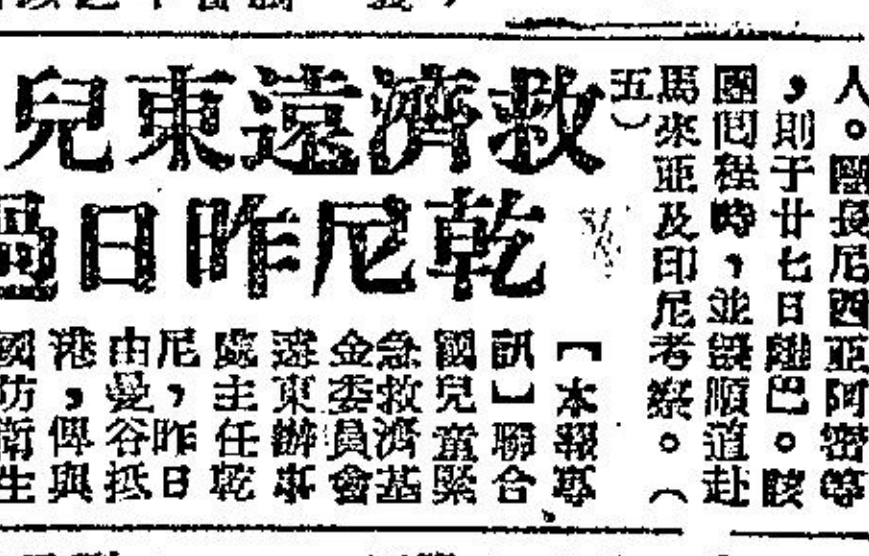 人。團長尼西亞阿密等
，則于廿七日離巴。該
團囘程時，並擬順道赴
馬來亞及印尼考察。（
五）
救濟遠東兒
乾尼昨日過
【本報專
訊】聯合
國兒童緊
急救濟基
金委員會
遠東辦事
處主任乾
尼，昨日
由曼谷抵
港，俾與
國防衛生